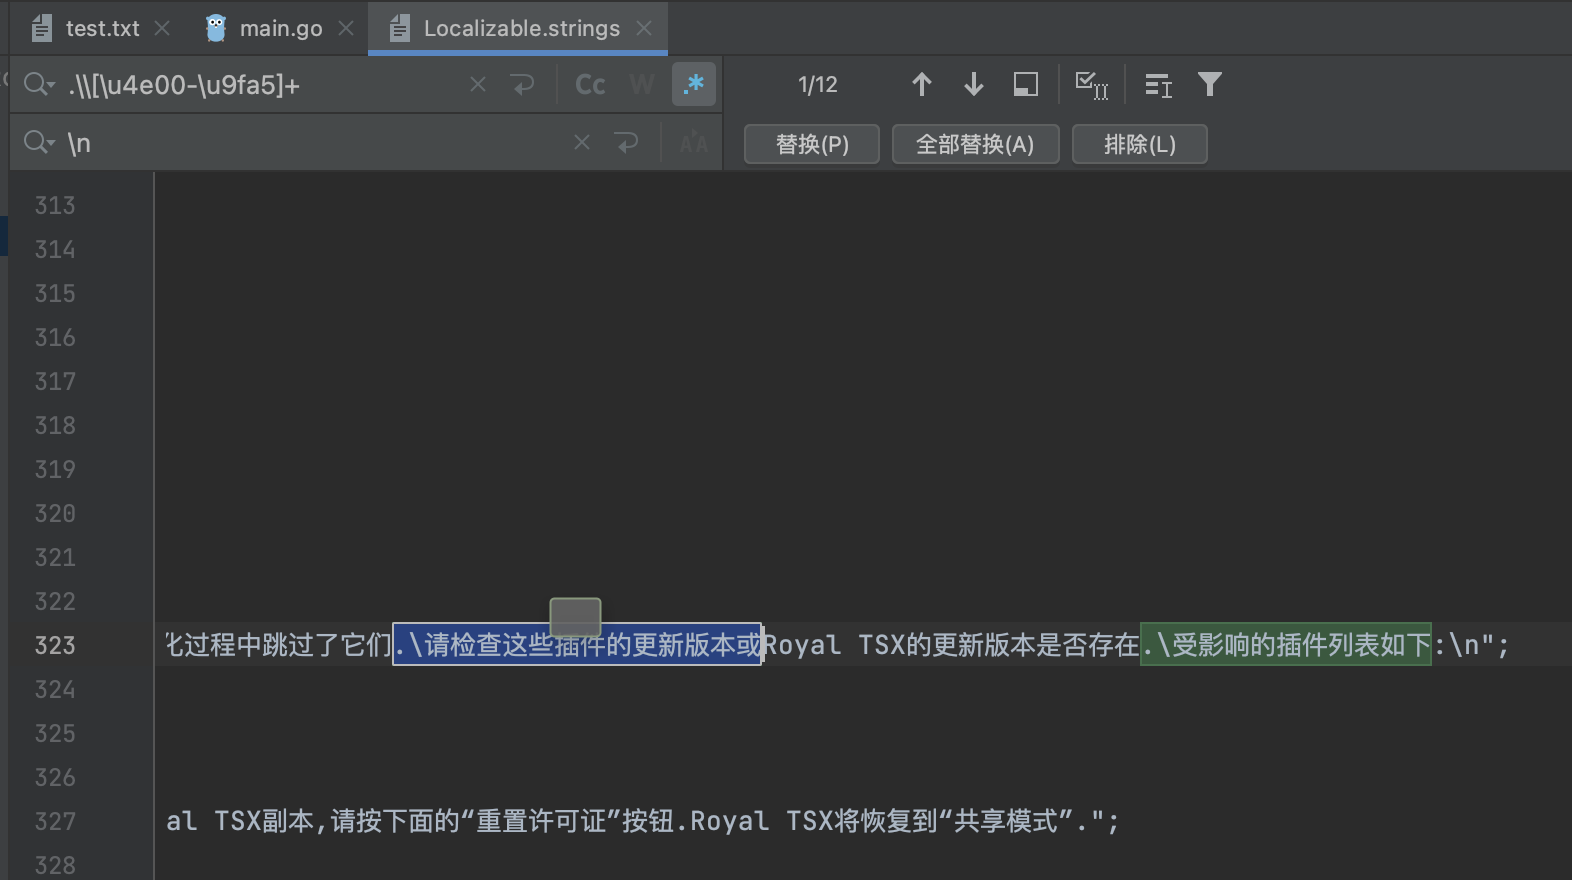 test.txt main.go Localizable.strings
.\\[\u4e00-\u9fa5]+ Cc W .* 1/12
\n 替换(P) 全部替换(A) 排除(L)
313
314
315
316
317
318
319
320
321
322
323 化过程中跳过了它们.\请检查这些插件的更新版本或Royal TSX的更新版本是否存在.\受影响的插件列表如下:\n";
324
325
326
327 al TSX副本,请按下面的“重置许可证”按钮.Royal TSX将恢复到“共享模式”.";
328